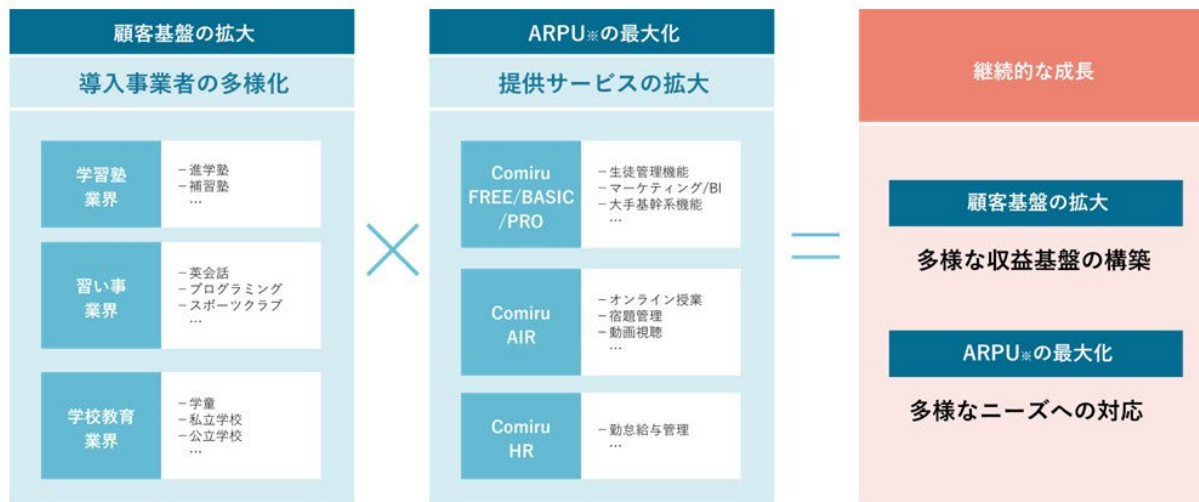 顧客基盤の拡大
導入事業者の多様化
学習塾
業界
－進学塾
－補習塾
…
習い事
業界
－英会話
－プログラミング
－スポーツクラブ
…
学校教育
業界
－学童
－私立学校
－公立学校
…
×
ARPU※の最大化
提供サービスの拡大
Comiru
FREE/BASIC
/PRO
－生徒管理機能
－マーケティング/BI
－大手基幹系機能
…
Comiru
AIR
－オンライン授業
－宿題管理
－動画視聴
…
Comiru
HR
－勤怠給与管理
…
＝
継続的な成長
顧客基盤の拡大
多様な収益基盤の構築
ARPU※の最大化
多様なニーズへの対応